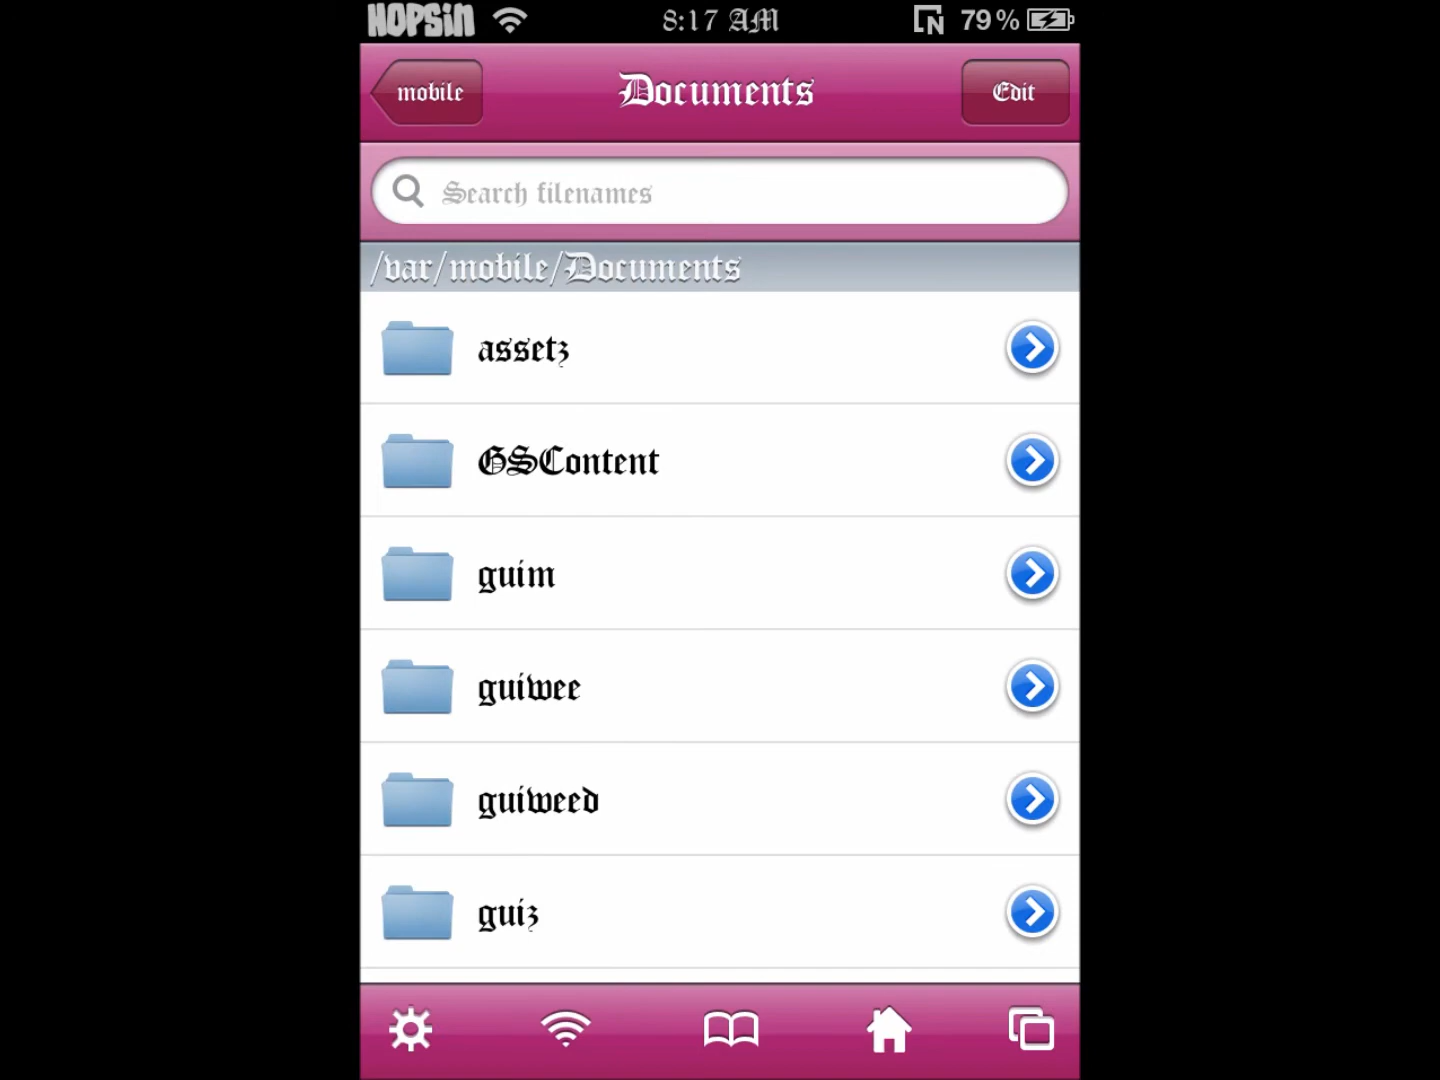 HOPSiN 8:17 AM N 79%
mobile Documents Edit
Search filenames
/var/mobile/Documents
assetz
GSContent
guim
guiwee
guiweed
guiz